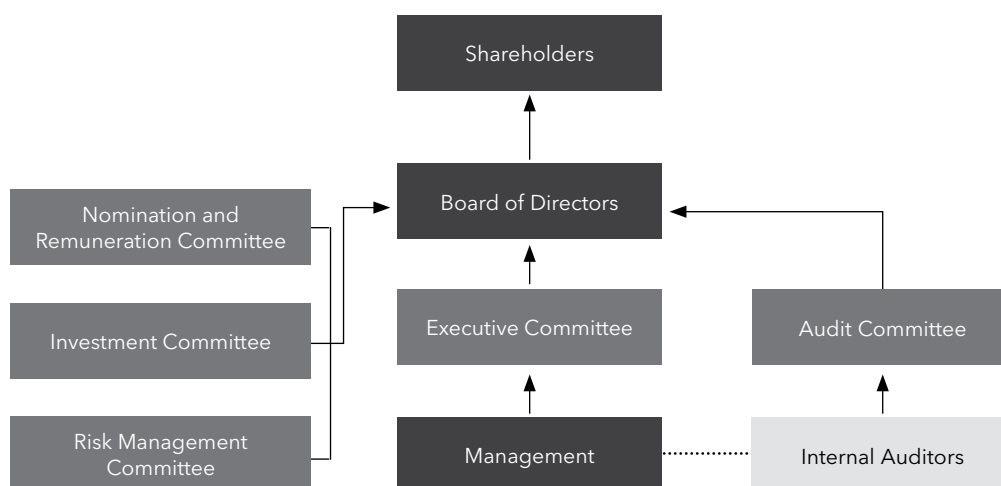 Shareholders
Board of Directors
Nomination and
Remuneration Committee
Investment Committee
Executive Committee
Audit Committee
Risk Management
Committee
Management
Internal Auditors